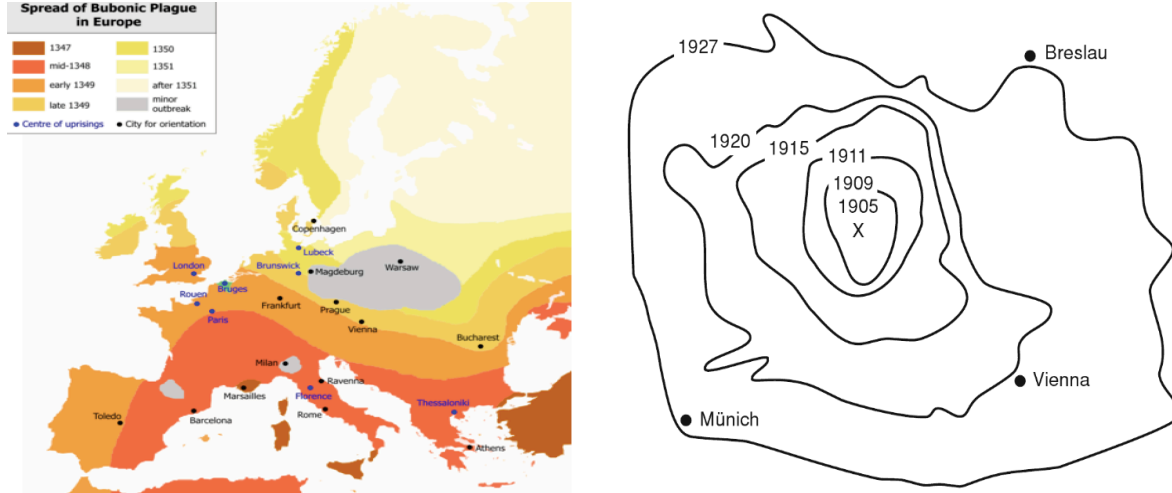 Spread of Bubonic Plague
in Europe
1347
mid-1348
early 1349
late 1349
1350
1351
after 1351
minor
outbreak
Centre of uprisings
City for orientation
Copenhagen
Lubeck
Brunswick
Magdeburg
Warsaw
London
Bruges
Rouen
Frankfurt
Prague
Paris
Vienna
Bucharest
Milan
Ravenna
Marsailles
Florence
Thessaloniki
Toledo
Barcelona
Rome
Athens
1927
Breslau
1920
1915
1911
1909
1905
X
Vienna
Münich